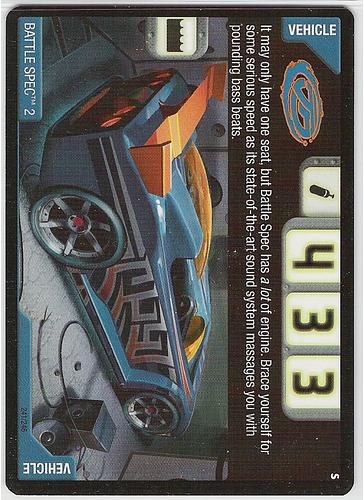 VEHICLE
4 3 3
S
It may only have one seat, but Battle Spec has a lot of engine. Brace yourself for
some serious speed as its state-of-the-art sound system massages you with
pounding bass beats.
BATTLE SPEC™ 2
241/246
VEHICLE